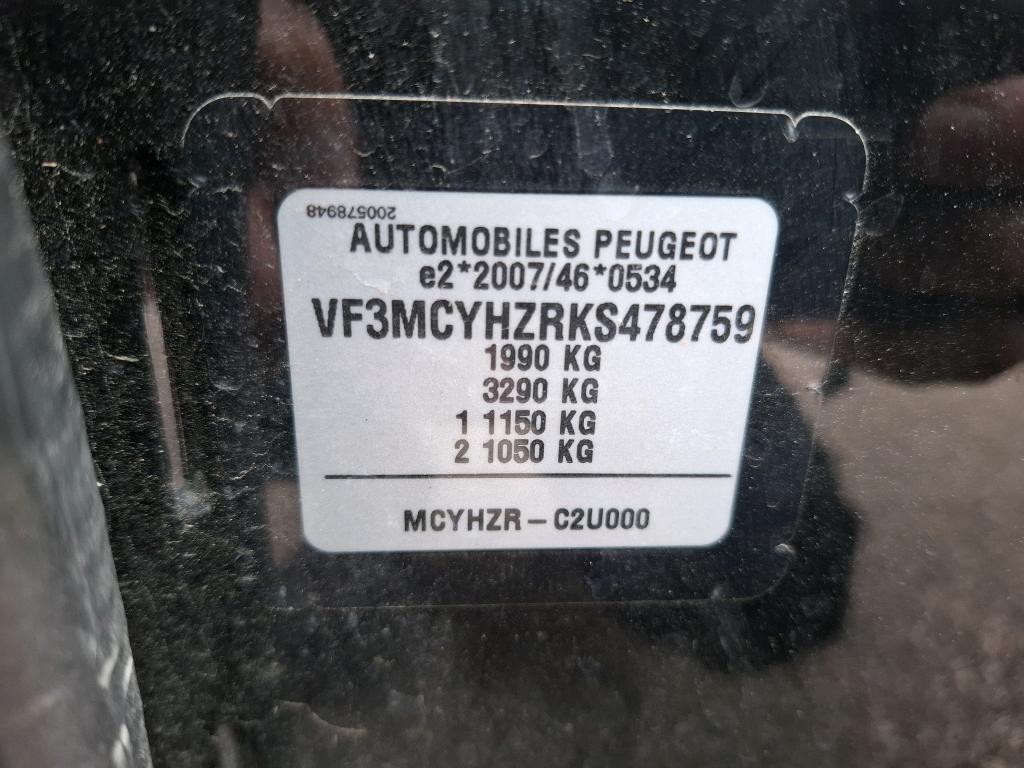 200578948
AUTOMOBILES PEUGEOT
e2*2007/46*0534
VF3MCYHZRKS478759
1990 KG
3290 KG
1 1150 KG
2 1050 KG
MCYHZR – C2U000